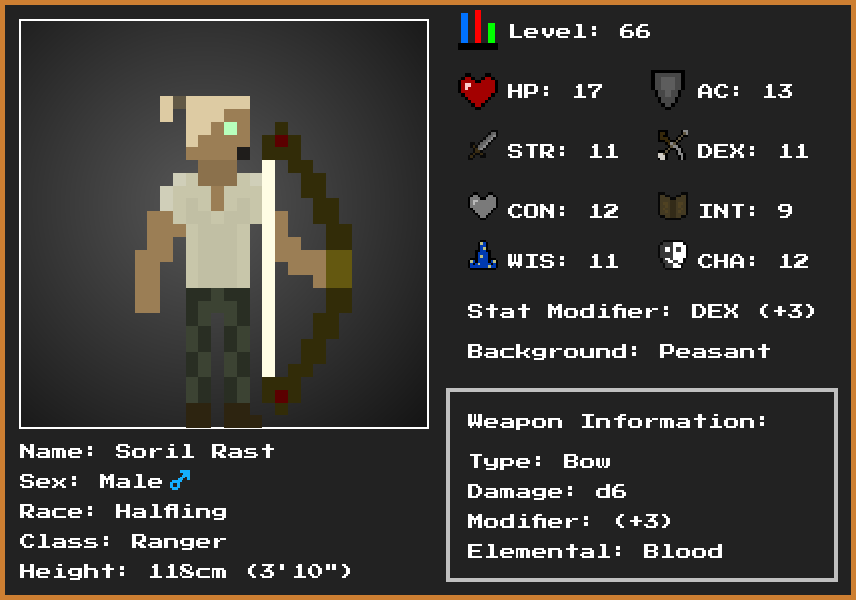 Level: 66
HP: 17
AC: 13
STR: 11
DEX: 11
CON: 12
INT: 9
WIS: 11
CHA: 12
Stat Modifier: DEX (+3)
Background: Peasant
Weapon Information:
Type: Bow
Damage: d6
Modifier: (+3)
Elemental: Blood
Name: Soril Rast
Sex: Male♂
Race: Halfling
Class: Ranger
Height: 118cm (3'10")